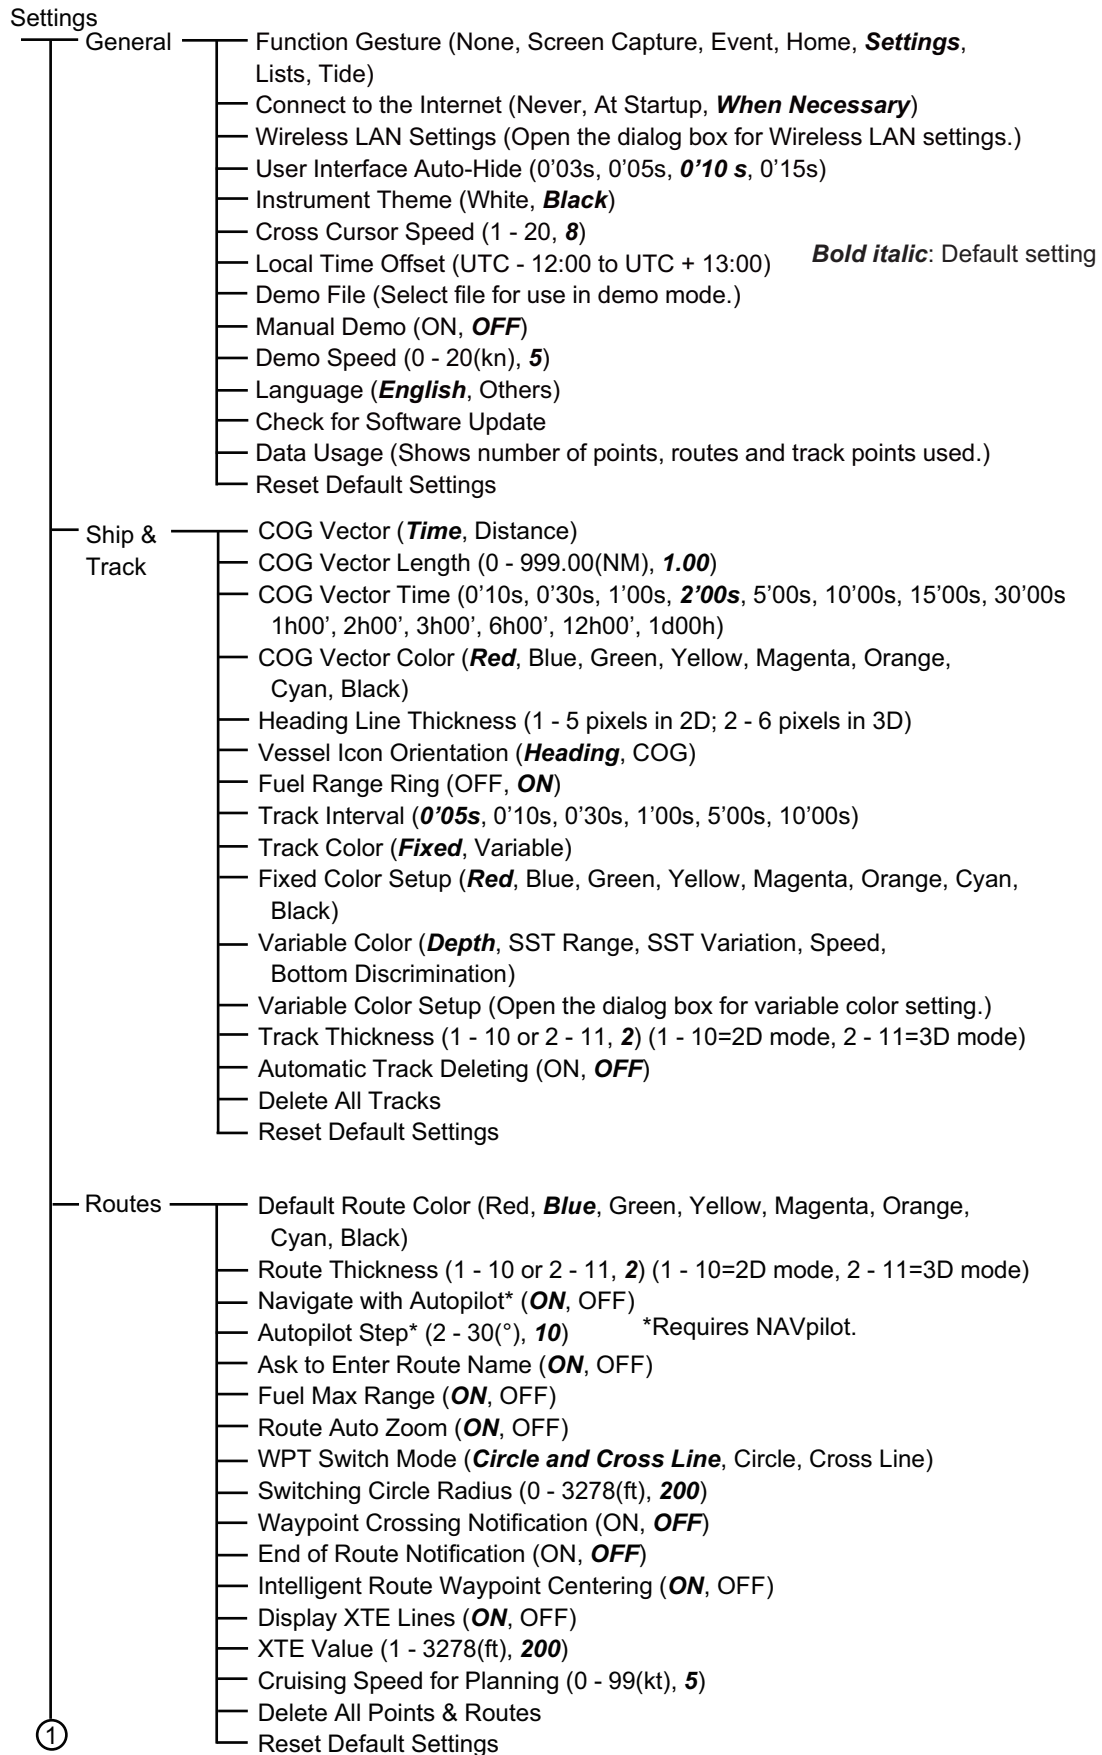 Settings
General
Function Gesture (None, Screen Capture, Event, Home, Settings,
Lists, Tide)
Connect to the Internet (Never, At Startup, When Necessary)
Wireless LAN Settings (Open the dialog box for Wireless LAN settings.)
User Interface Auto-Hide (0’03s, 0’05s, 0’10 s, 0’15s)
Instrument Theme (White, Black)
Cross Cursor Speed (1 - 20, 8)
Local Time Offset (UTC - 12:00 to UTC + 13:00)
Bold italic: Default setting
Demo File (Select file for use in demo mode.)
Manual Demo (ON, OFF)
Demo Speed (0 - 20(kn), 5)
Language (English, Others)
Check for Software Update
Data Usage (Shows number of points, routes and track points used.)
Reset Default Settings
Ship &
Track
COG Vector (Time, Distance)
COG Vector Length (0 - 999.00(NM), 1.00)
COG Vector Time (0’10s, 0’30s, 1’00s, 2’00s, 5’00s, 10’00s, 15’00s, 30’00s
1h00’, 2h00’, 3h00’, 6h00’, 12h00’, 1d00h)
COG Vector Color (Red, Blue, Green, Yellow, Magenta, Orange,
Cyan, Black)
Heading Line Thickness (1 - 5 pixels in 2D; 2 - 6 pixels in 3D)
Vessel Icon Orientation (Heading, COG)
Fuel Range Ring (OFF, ON)
Track Interval (0’05s, 0’10s, 0’30s, 1’00s, 5’00s, 10’00s)
Track Color (Fixed, Variable)
Fixed Color Setup (Red, Blue, Green, Yellow, Magenta, Orange, Cyan,
Black)
Variable Color (Depth, SST Range, SST Variation, Speed,
Bottom Discrimination)
Variable Color Setup (Open the dialog box for variable color setting.)
Track Thickness (1 - 10 or 2 - 11, 2) (1 - 10=2D mode, 2 - 11=3D mode)
Automatic Track Deleting (ON, OFF)
Delete All Tracks
Reset Default Settings
Routes
Default Route Color (Red, Blue, Green, Yellow, Magenta, Orange,
Cyan, Black)
Route Thickness (1 - 10 or 2 - 11, 2) (1 - 10=2D mode, 2 - 11=3D mode)
Navigate with Autopilot* (ON, OFF)
Autopilot Step* (2 - 30(°), 10)
*Requires NAVpilot.
Ask to Enter Route Name (ON, OFF)
Fuel Max Range (ON, OFF)
Route Auto Zoom (ON, OFF)
WPT Switch Mode (Circle and Cross Line, Circle, Cross Line)
Switching Circle Radius (0 - 3278(ft), 200)
Waypoint Crossing Notification (ON, OFF)
End of Route Notification (ON, OFF)
Intelligent Route Waypoint Centering (ON, OFF)
Display XTE Lines (ON, OFF)
XTE Value (1 - 3278(ft), 200)
Cruising Speed for Planning (0 - 99(kt), 5)
Delete All Points & Routes
Reset Default Settings
1